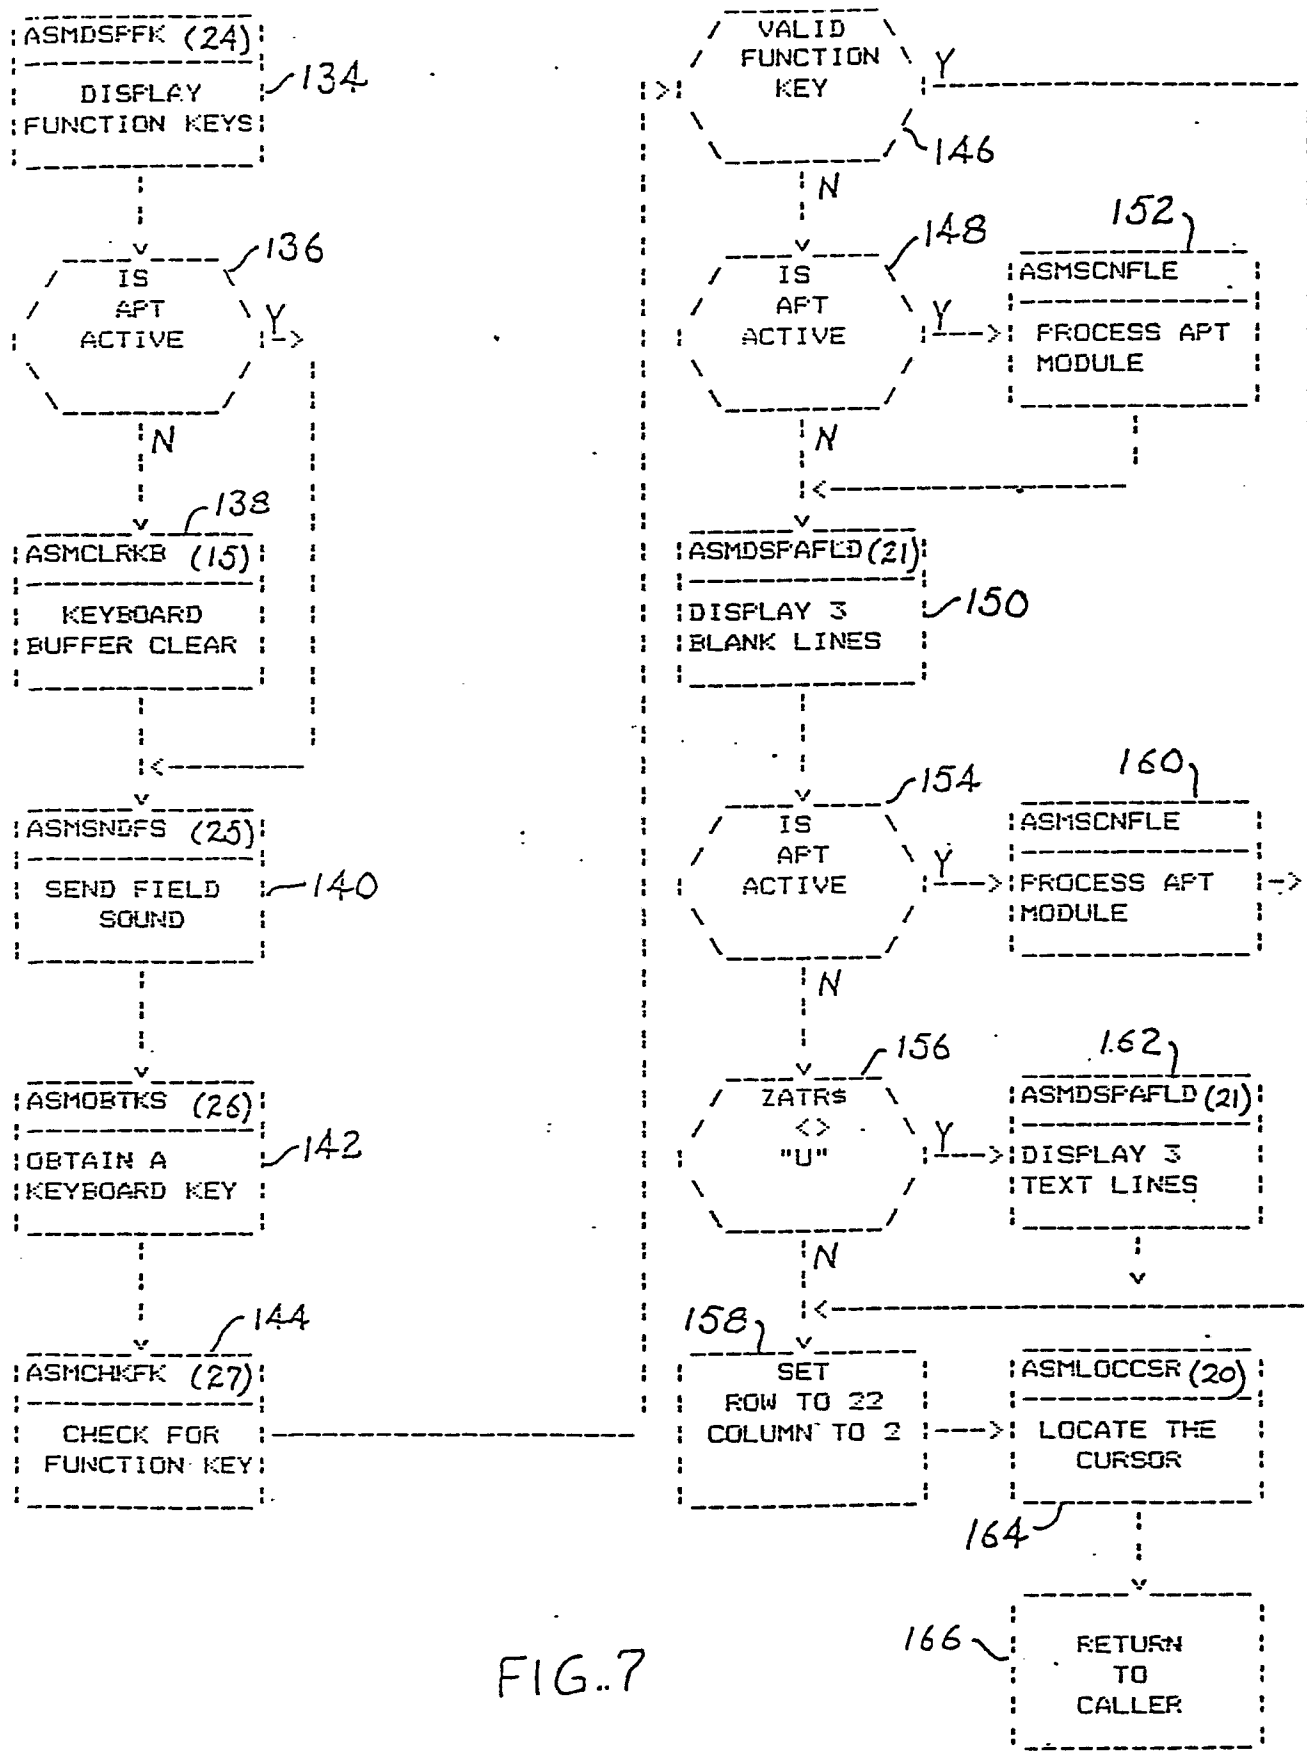 ASMDSPFK (24)
DISPLAY
FUNCTION KEYS
134
IS
APT
ACTIVE
136
Y
N
138
ASMCLRKB (15)
KEYBOARD
BUFFER CLEAR
ASMSNDFS (25)
SEND FIELD
SOUND
140
ASMOBTKS (26)
OBTAIN A
KEYBOARD KEY
142
144
ASMCHKFK (27)
CHECK FOR
FUNCTION KEY
VALID
FUNCTION
KEY
Y
146
N
148
IS
APT
ACTIVE
Y
N
152
ASMSCNFLE
PROCESS APT
MODULE
ASMDSPAFLD (21)
DISPLAY 3
BLANK LINES
150
154
IS
APT
ACTIVE
Y
N
160
ASMSCNFLE
PROCESS APT
MODULE
156
ZATR$
<>
"U"
Y
N
162
ASMDSPAFLD (21)
DISPLAY 3
TEXT LINES
158
SET
ROW TO 22
COLUMN TO 2
ASMLOCCSR (20)
LOCATE THE
CURSOR
164
166
RETURN
TO
CALLER
FIG..7